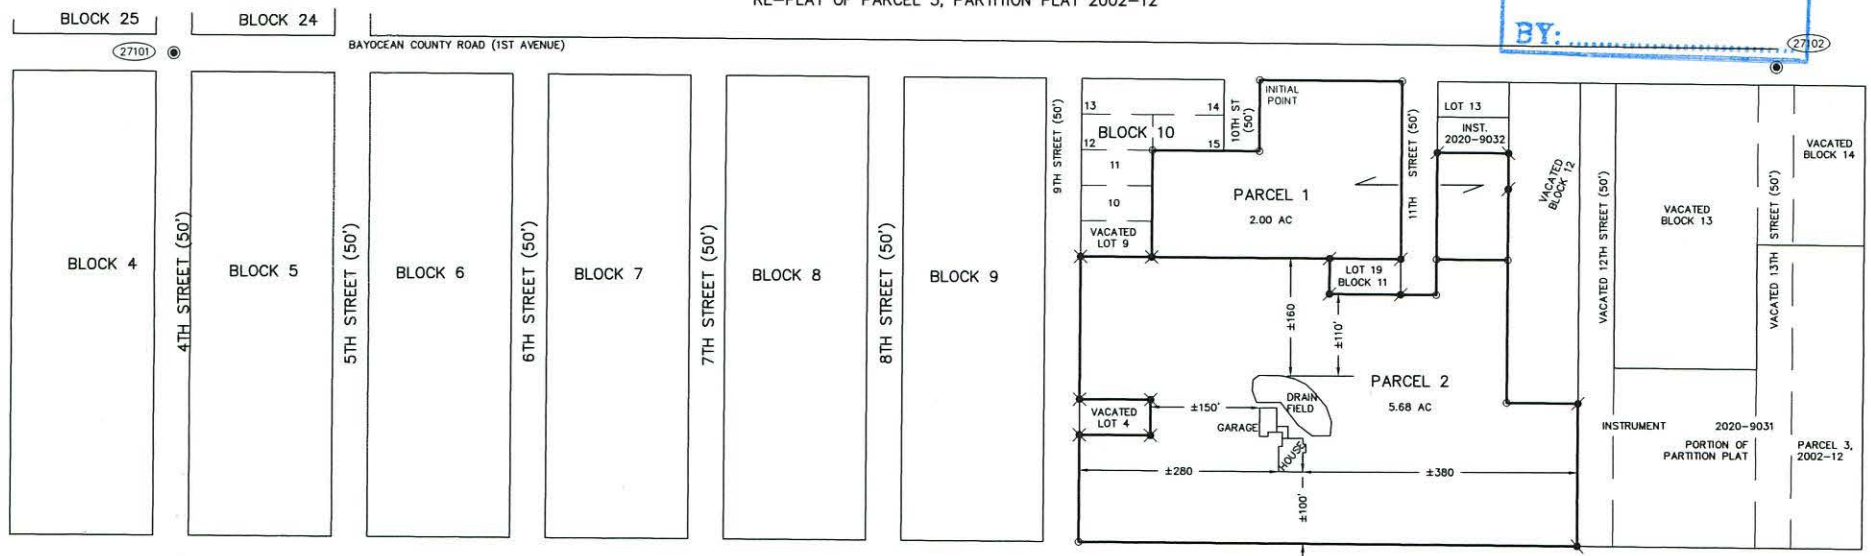 RE-PLAT OF PARCEL 3, PARTITION PLAT 2002-12
BLOCK 25
BLOCK 24
27101
BAYOCEAN COUNTY ROAD (1ST AVENUE)
BY:
27102
BLOCK 4
4TH STREET (50')
BLOCK 5
5TH STREET (50')
BLOCK 6
6TH STREET (50')
BLOCK 7
7TH STREET (50')
BLOCK 8
8TH STREET (50')
BLOCK 9
9TH STREET (50')
13
14
BLOCK 10
12
15
11
10
VACATED
LOT 9
10TH ST
(50')
INITIAL
POINT
PARCEL 1
2.00 AC
11TH STREET (50')
LOT 13
INST.
2020-9032
VACATED
BLOCK 12
VACATED 12TH STREET (50')
VACATED
BLOCK 13
VACATED 13TH STREET (50')
VACATED
BLOCK 14
LOT 19
BLOCK 11
±160
±110'
PARCEL 2
5.68 AC
VACATED
LOT 4
±150'
DRAIN
FIELD
GARAGE
HOUSE
±280
±380
±100'
INSTRUMENT 2020-9031
PORTION OF PARCEL 3,
PARTITION PLAT 2002-12